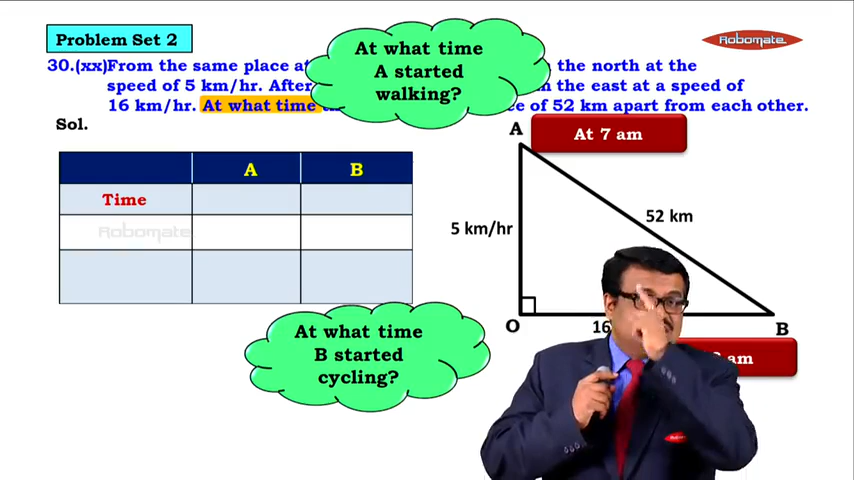 Problem Set 2
Robomate
30.(xx)From the same place at
the north at the
speed of 5 km/hr. After
the east at a speed of
16 km/hr. At what time
of 52 km apart from each other.
At what time
A started
walking?
Sol.
A
At 7 am
A B
Time
Robomate
5 km/hr
52 km
O
16
B
am
At what time
B started
cycling?